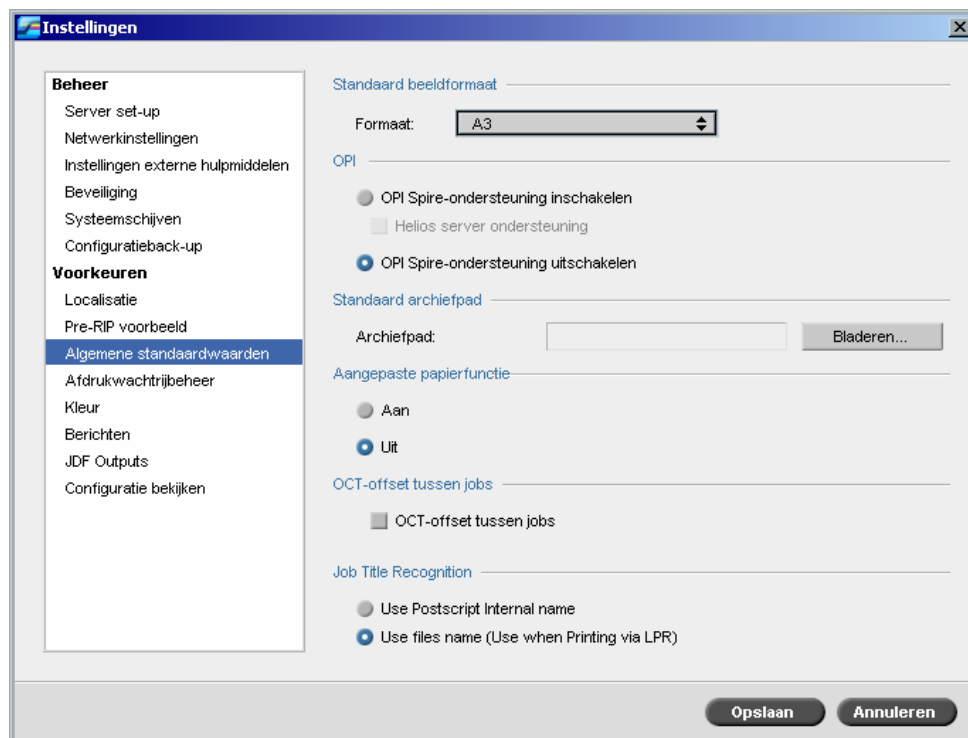 Instellingen
Beheer
Server set-up
Netwerkinstellingen
Instellingen externe hulpmiddelen
Beveiliging
Systeemschijven
Configuratieback-up
Voorkeuren
Localisatie
Pre-RIP voorbeeld
Algemene standaardwaarden
Afdrukwachtrijbeheer
Kleur
Berichten
JDF Outputs
Configuratie bekijken
Standaard beeldformaat
Formaat: A3
OPI
OPI Spire-ondersteuning inschakelen
Helios server ondersteuning
OPI Spire-ondersteuning uitschakelen
Standaard archiefpad
Archiefpad: Bladeren...
Aangepaste papierfunctie
Aan
Uit
OCT-offset tussen jobs
OCT-offset tussen jobs
Job Title Recognition
Use Postscript Internal name
Use files name (Use when Printing via LPR)
Opslaan Annuleren